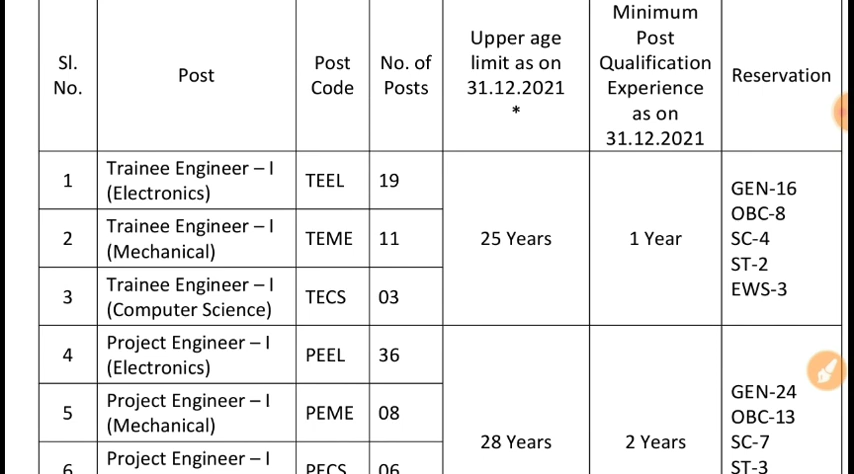 Sl. No. | Post | Post Code | No. of Posts | Upper age limit as on 31.12.2021 * | Minimum Post Qualification Experience as on 31.12.2021 | Reservation
1 | Trainee Engineer – I (Electronics) | TEEL | 19 | 25 Years | 1 Year | GEN-16 OBC-8 SC-4 ST-2 EWS-3
2 | Trainee Engineer – I (Mechanical) | TEME | 11
3 | Trainee Engineer – I (Computer Science) | TECS | 03
4 | Project Engineer – I (Electronics) | PEEL | 36 | 28 Years | 2 Years | GEN-24 OBC-13 SC-7 ST-3
5 | Project Engineer – I (Mechanical) | PEME | 08
6 | Project Engineer – I | PECS | 06